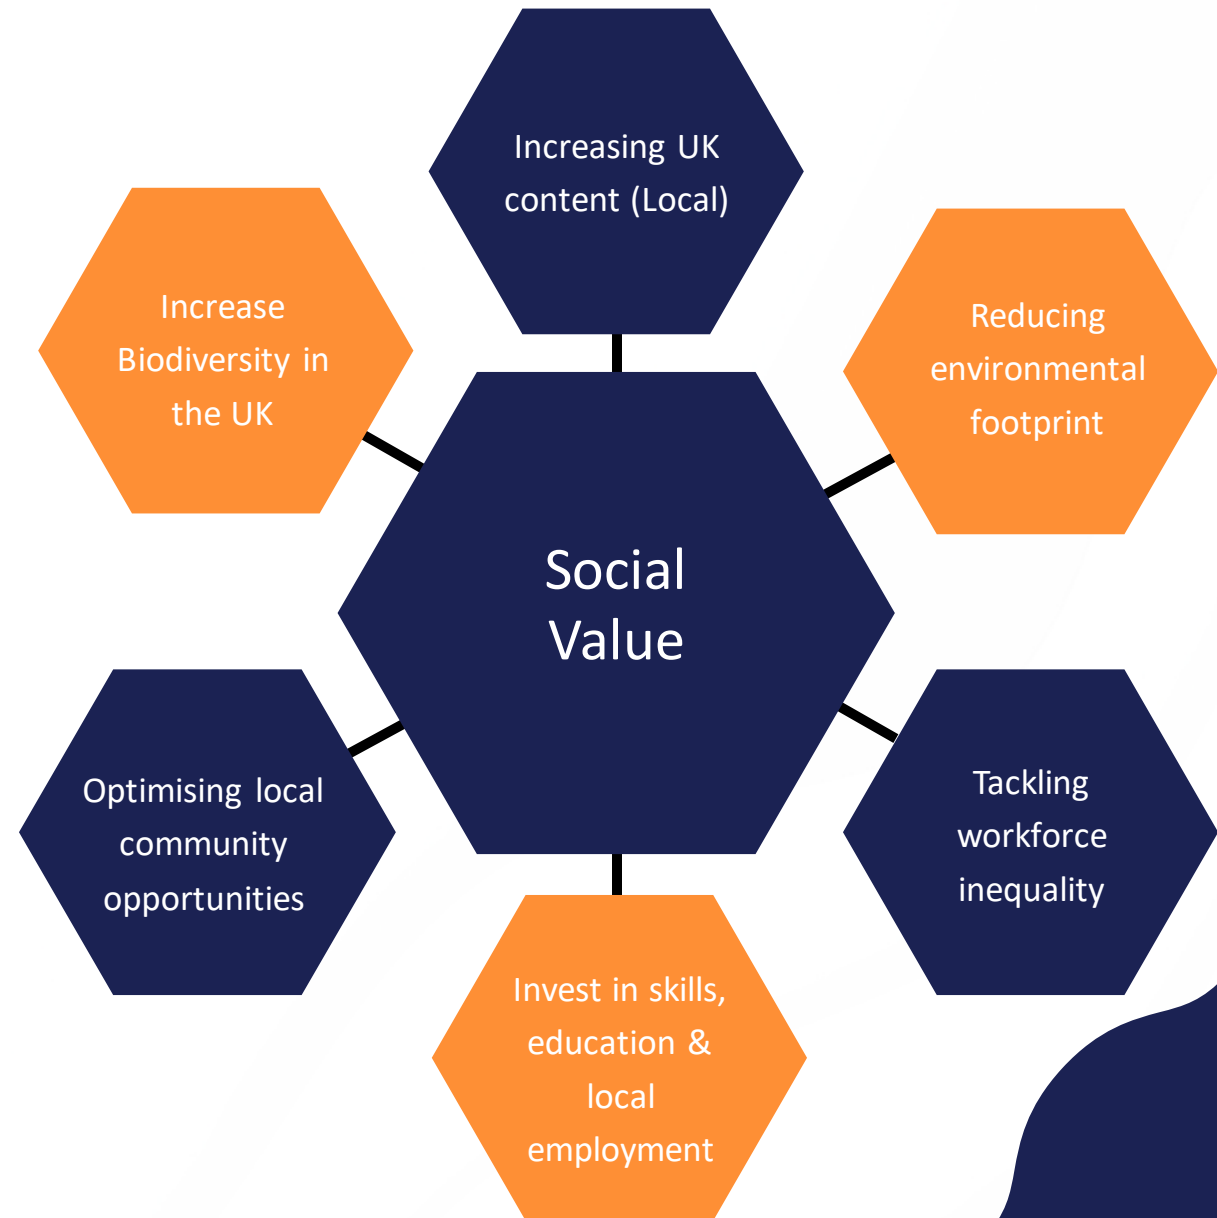 Increasing UK
content (Local)
Increase
Biodiversity in
the UK
Reducing
environmental
footprint
Social
Value
Optimising local
community
opportunities
Tackling
workforce
inequality
Invest in skills,
education &
local
employment